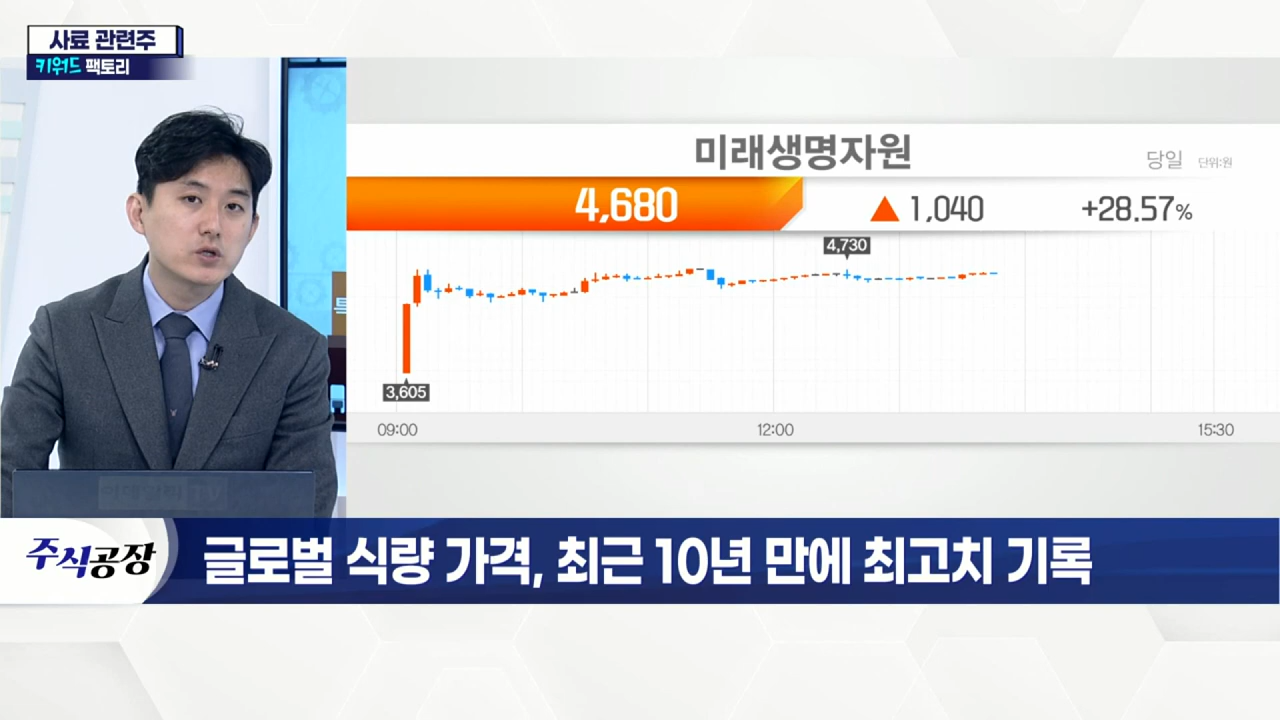 사료 관련주
키워드 팩토리
미래생명자원
당일 단위:원
4,680 ▲ 1,040 +28.57%
4,730
3,605
09:00 12:00 15:30
주식공장
글로벌 식량 가격, 최근 10년 만에 최고치 기록